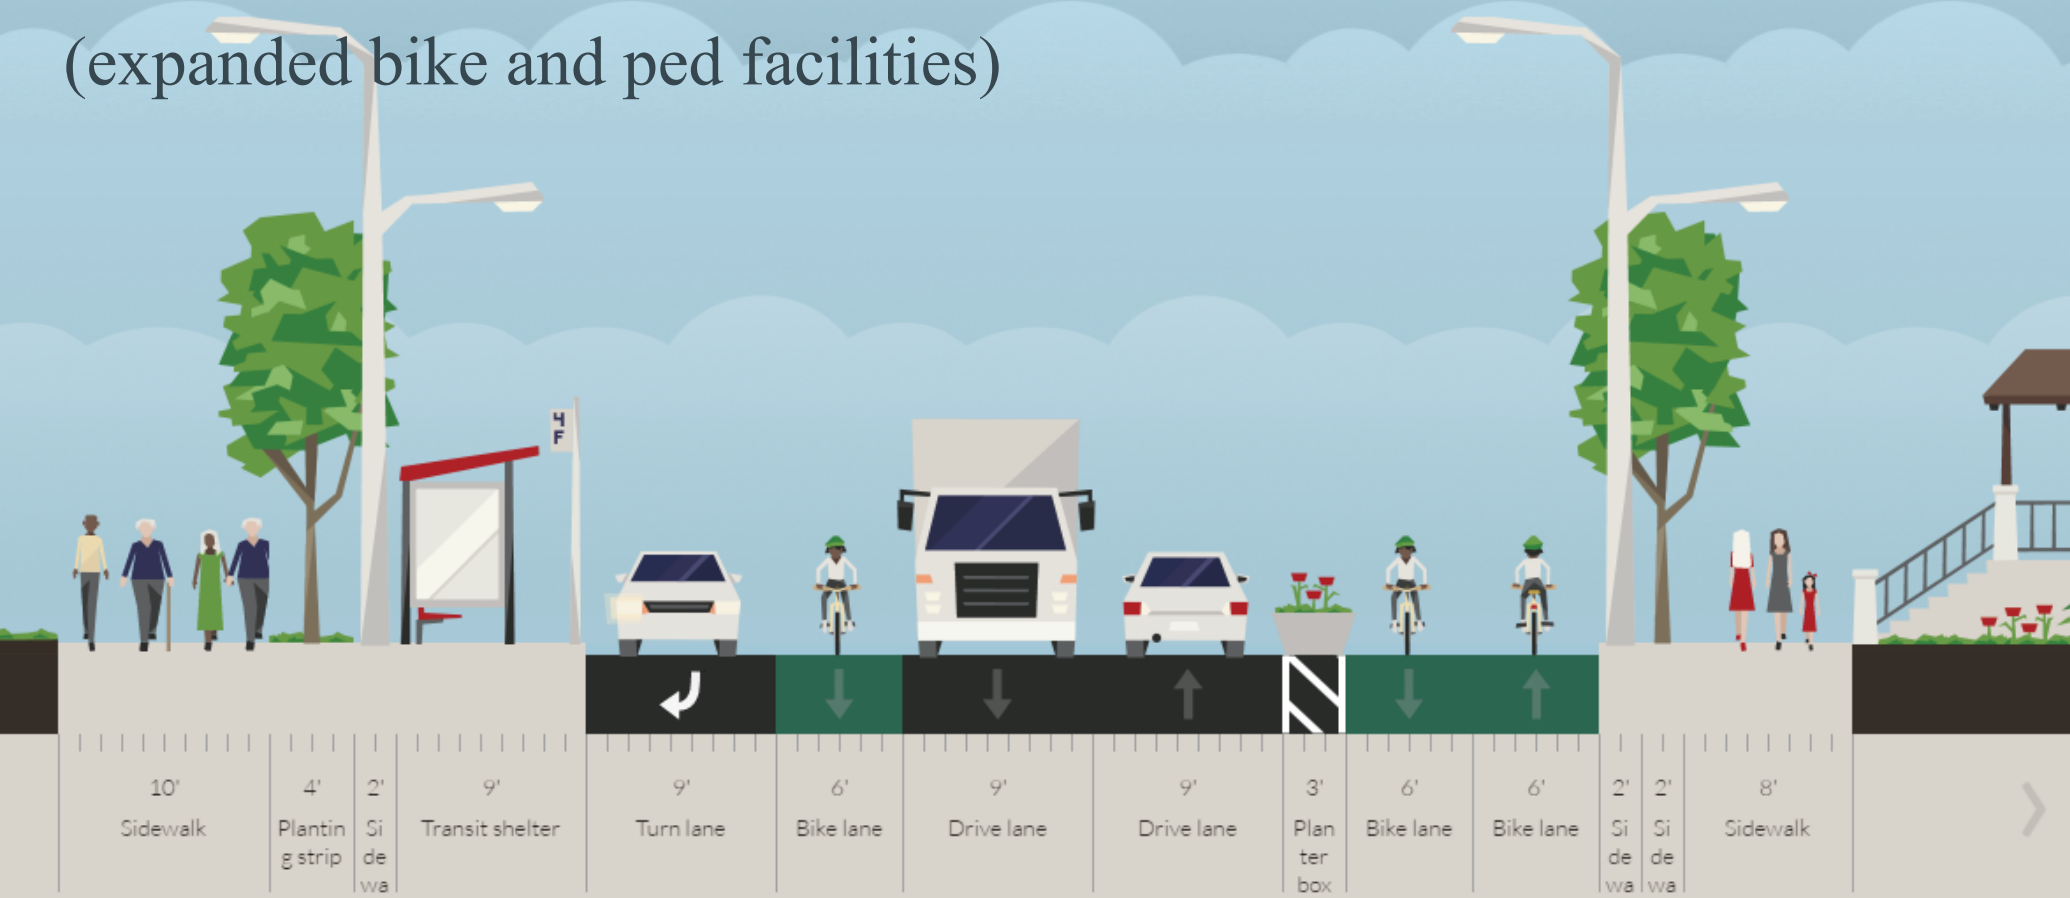 (expanded bike and ped facilities)
4
F
10' 4' 2' 9' 9' 6' 9' 9' 3' 6' 6' 2' 2' 8'
Sidewalk Plantin Si Transit shelter Turn lane Bike lane Drive lane Drive lane Plan Bike lane Bike lane Si Si Sidewalk
g strip de ter de de
wa box wa wa